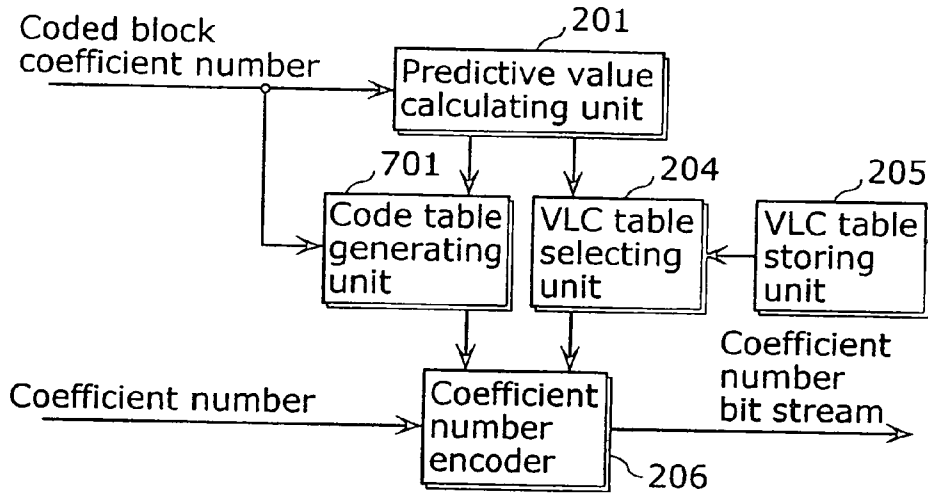 201
Coded block
coefficient number
Predictive value
calculating unit
701
204
205
Code table
generating
unit
VLC table
selecting
unit
VLC table
storing
unit
Coefficient
number
bit stream
Coefficient number
Coefficient
number
encoder
206